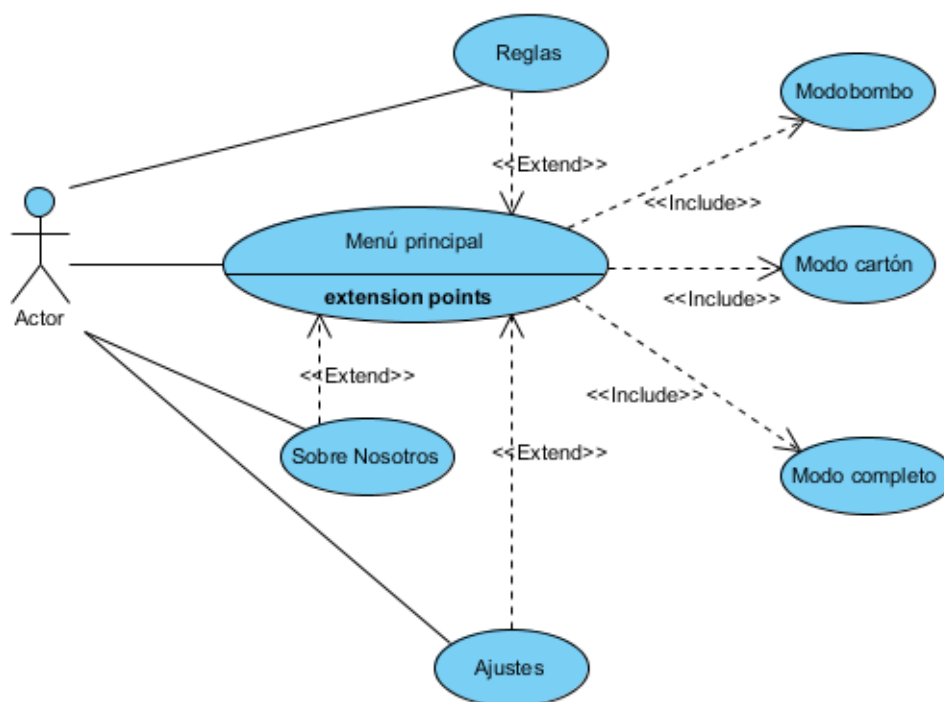 Reglas
Modobombo
<<Extend>>
<<Include>>
Menú principal
extension points
Modo cartón
<<Include>>
Actor
<<Extend>>
<<Include>>
Sobre Nosotros
<<Extend>>
Modo completo
Ajustes